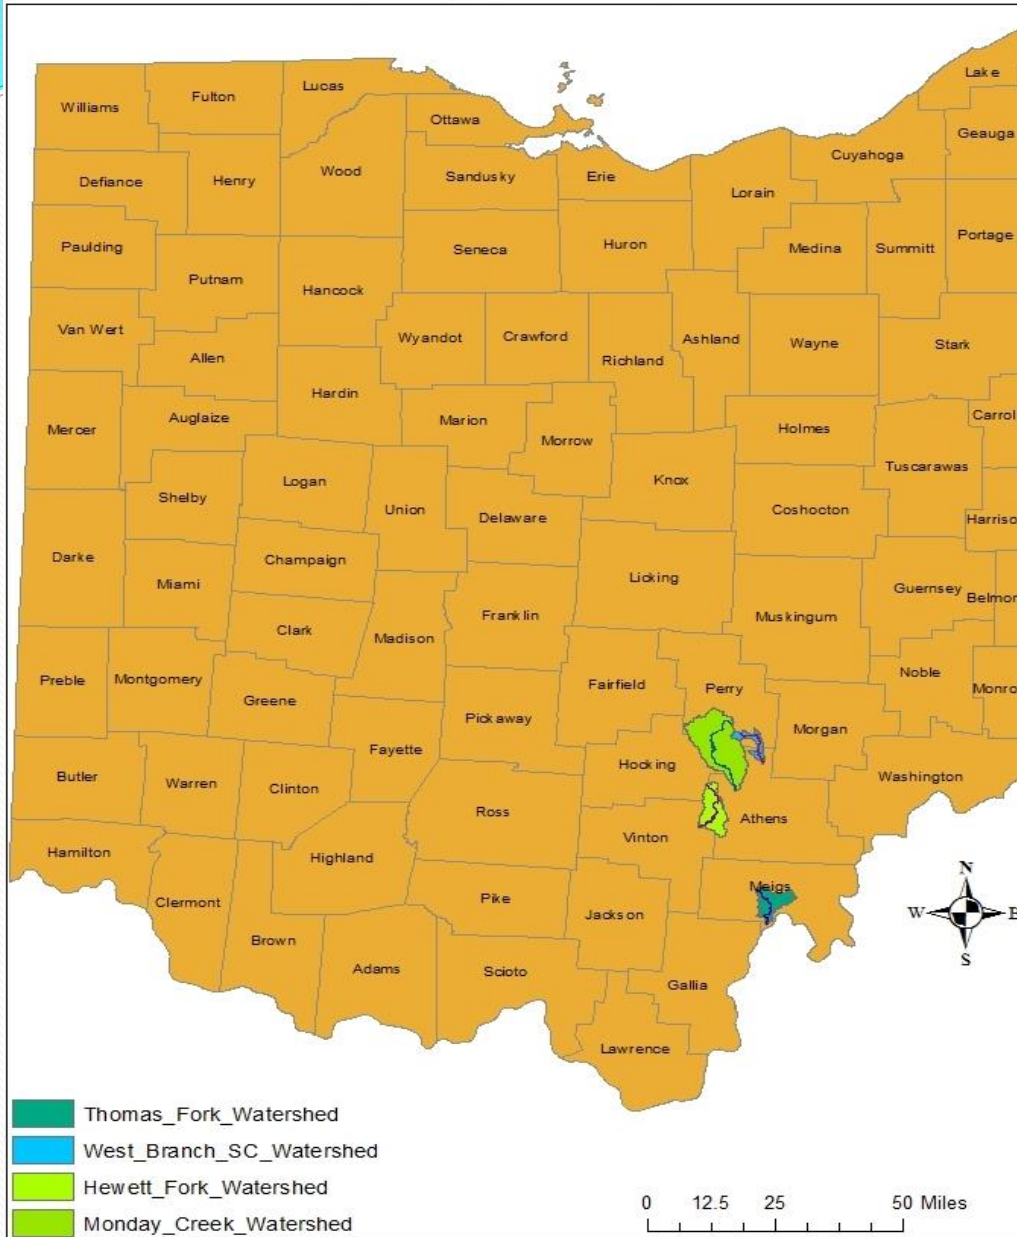 Lake
Williams
Fulton
Lucas
Ottawa
Geauga
Cuyahoga
Defiance
Henry
Wood
Sandusky
Erie
Lorain
Paulding
Putnam
Seneca
Huron
Medina
Summitt
Portage
Hancock
Van Wert
Allen
Wyandot
Crawford
Richland
Ashland
Wayne
Stark
Hardin
Mercer
Auglaize
Marion
Morrow
Holmes
Carrol
Tuscarawas
Logan
Knox
Shelby
Union
Delaware
Coshocton
Harriso
Darke
Champaign
Miami
Licking
Guernsey
Belmon
Franklin
Muskingum
Clark
Madison
Preble
Montgomery
Greene
Fairfield
Perry
Noble
Monro
Pickaway
Morgan
Fayette
Hocking
Butler
Warren
Clinton
Washington
Ross
Athens
Vinton
Hamilton
Highland
Meigs
Clermont
Pike
Jackson
Brown
Adams
Scioto
Gallia
Lawrence
N
W E
S
Thomas_Fork_Watershed
West_Branch_SC_Watershed
Hewett_Fork_Watershed
Monday_Creek_Watershed
0 12.5 25 50 Miles